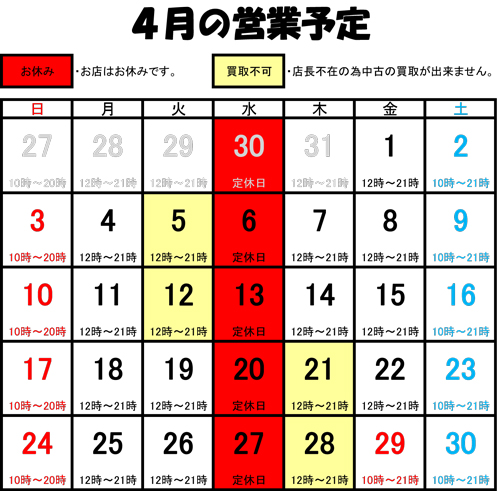 4月の営業予定
お休み ・お店はお休みです。 買取不可 ・店長不在の為中古の買取が出来ません。
日 月 火 水 木 金 土
27 28 29 30 31 1 2
10時～20時 12時～21時 12時～21時 定休日 12時～21時 12時～21時 10時～21時
3 4 5 6 7 8 9
10時～20時 12時～21時 12時～21時 定休日 12時～21時 12時～21時 10時～21時
10 11 12 13 14 15 16
10時～20時 12時～21時 12時～21時 定休日 12時～21時 12時～21時 10時～21時
17 18 19 20 21 22 23
10時～20時 12時～21時 12時～21時 定休日 12時～21時 12時～21時 10時～21時
24 25 26 27 28 29 30
10時～20時 12時～21時 12時～21時 定休日 12時～21時 10時～21時 10時～21時